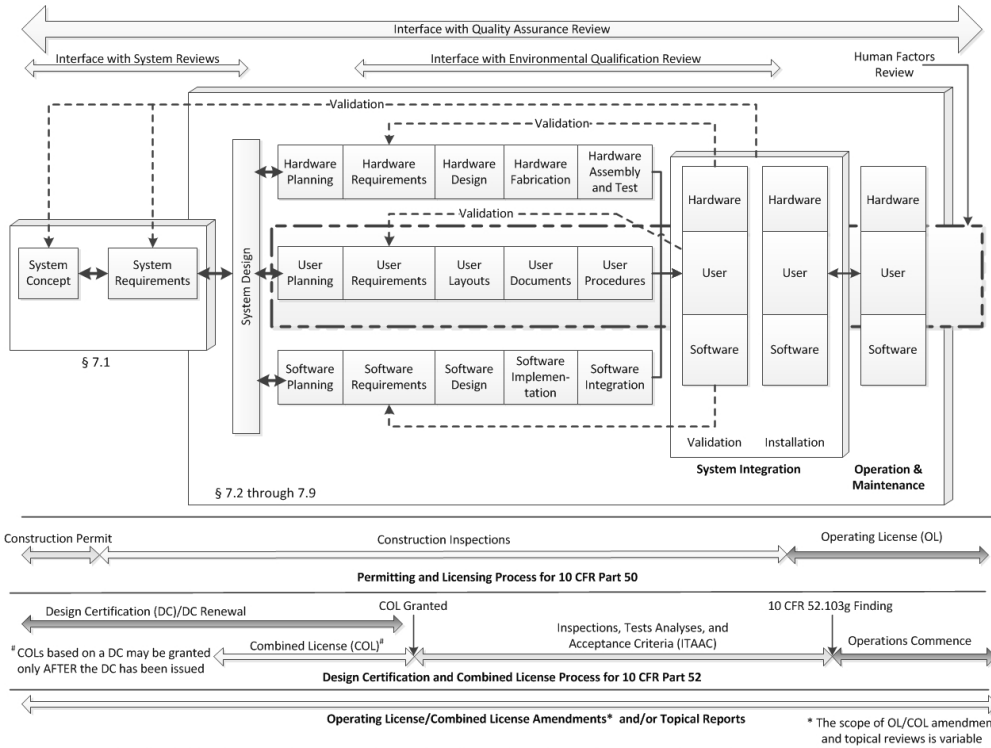 Interface with Quality Assurance Review
Interface with System Reviews
Interface with Environmental Qualification Review
Human Factors
Review
Validation
Validation
Hardware
Planning
Hardware
Requirements
Hardware
Design
Hardware
Fabrication
Hardware
Assembly
and Test
Validation
System
Concept
System
Requirements
System Design
User
Planning
User
Requirements
User
Layouts
User
Documents
User
Procedures
Software
Planning
Software
Requirements
Software
Design
Software
Implemen-
tation
Software
Integration
Hardware
User
Software
Hardware
User
Software
Hardware
User
Software
Validation
Installation
System Integration
Operation &
Maintenance
§ 7.1
§ 7.2 through 7.9
Construction Permit
Construction Inspections
Operating License (OL)
Permitting and Licensing Process for 10 CFR Part 50
Design Certification (DC)/DC Renewal
COL Granted
10 CFR 52.103g Finding
# COLs based on a DC may be granted
only AFTER the DC has been issued
Combined License (COL)#
Inspections, Tests Analyses, and
Acceptance Criteria (ITAAC)
Operations Commence
Design Certification and Combined License Process for 10 CFR Part 52
Operating License/Combined License Amendments* and/or Topical Reports
* The scope of OL/COL amendmen
and topical reviews is variable